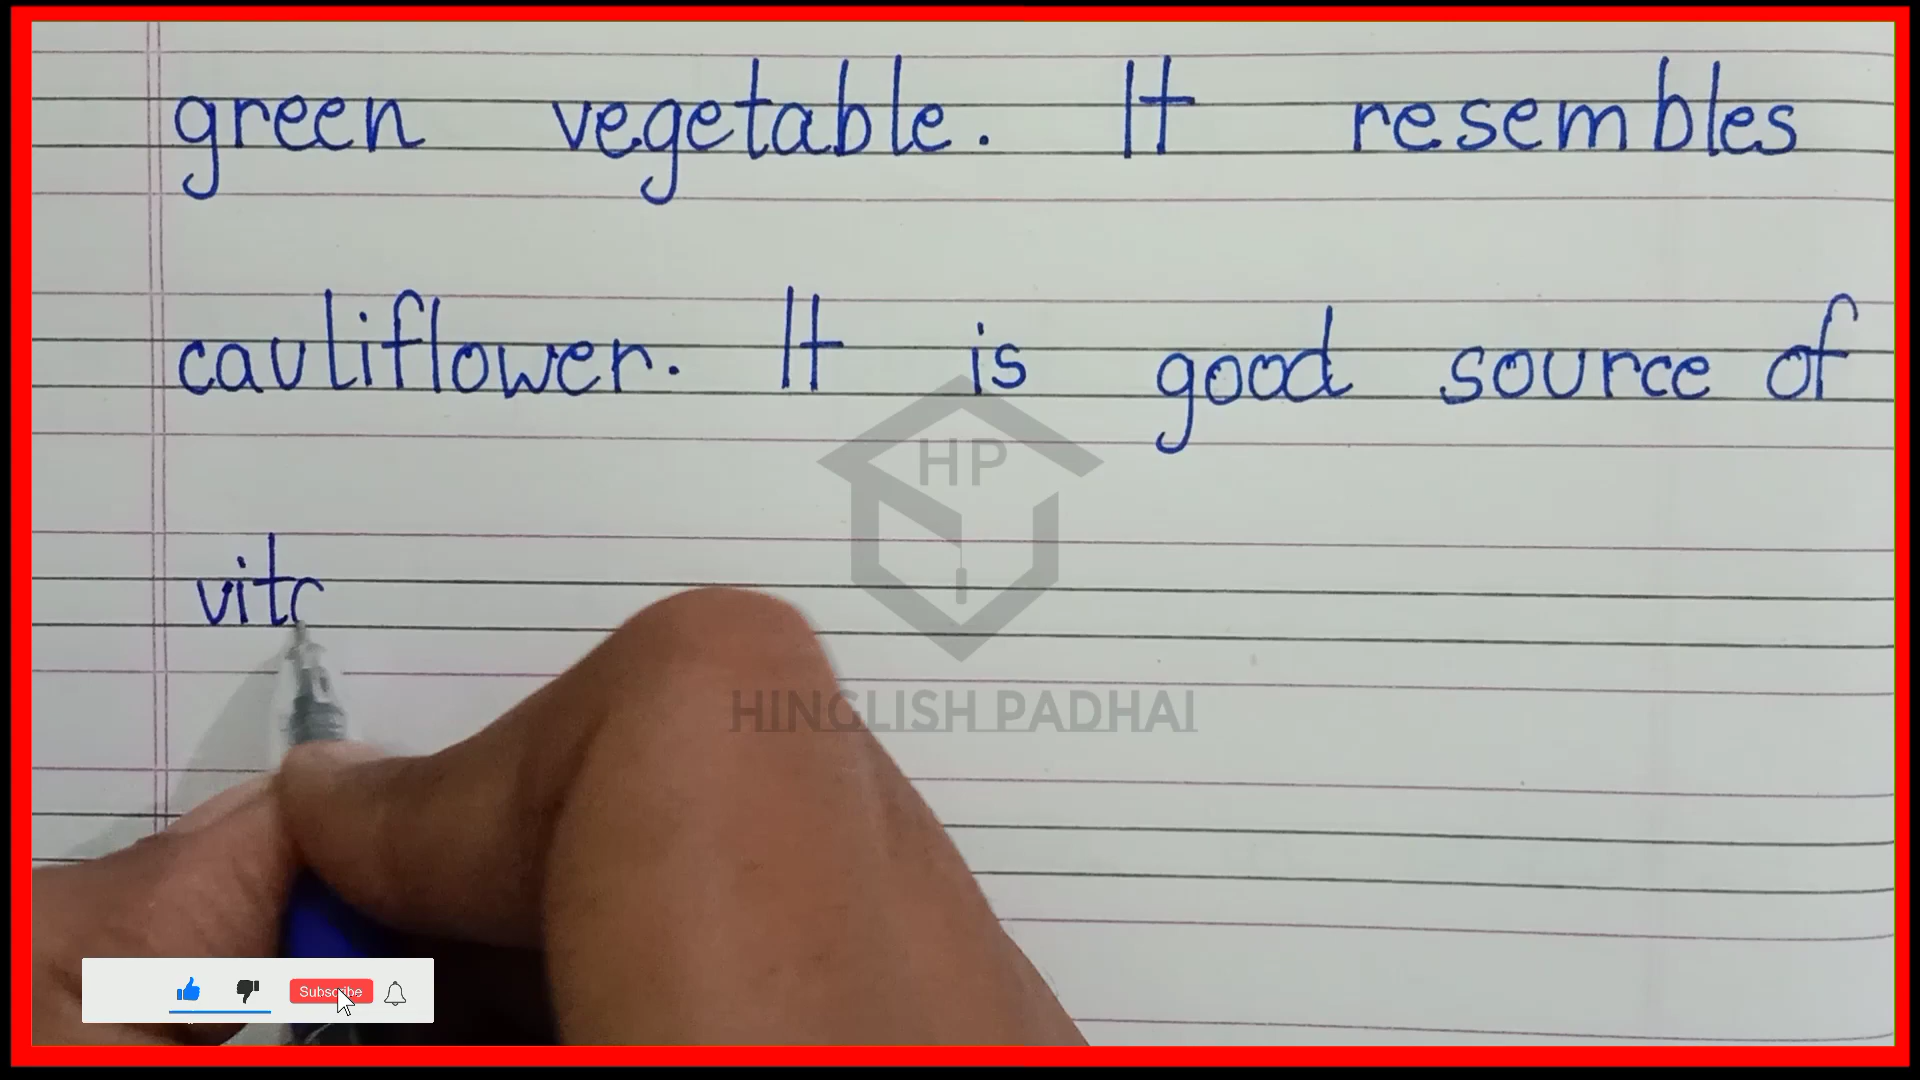 green vegetable. It resembles
cauliflower. It is good source of
vita
HP
HINGLISH PADHAI
Subscribe